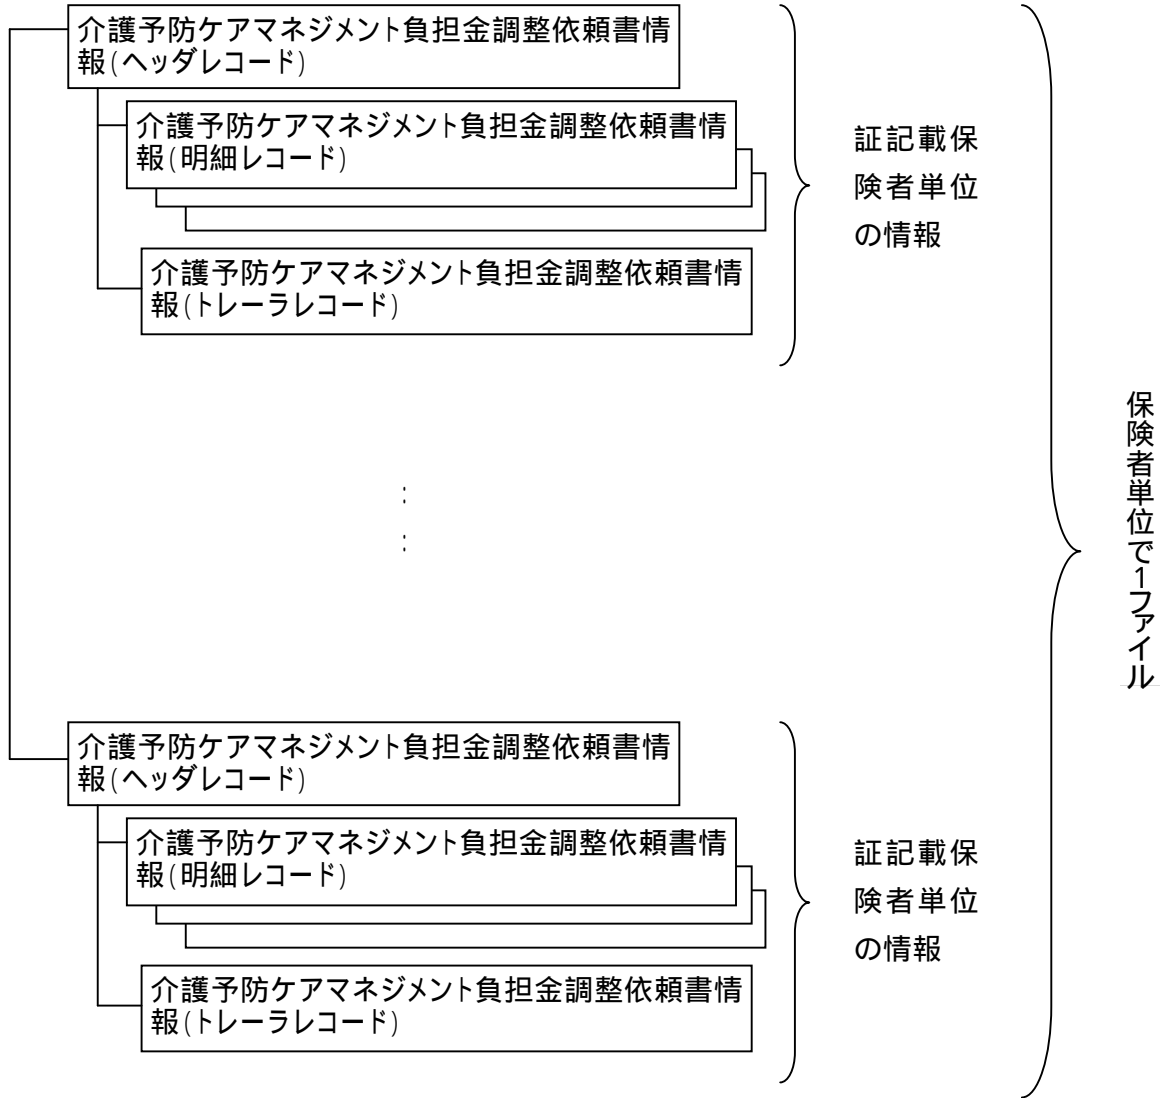 介護予防ケアマネジメント負担金調整依頼書情
報(ヘッダレコード)
介護予防ケアマネジメント負担金調整依頼書情
報(明細レコード)
介護予防ケアマネジメント負担金調整依頼書情
報(トレーラレコード)
証記載保
険者単位
の情報
:
:
介護予防ケアマネジメント負担金調整依頼書情
報(ヘッダレコード)
介護予防ケアマネジメント負担金調整依頼書情
報(明細レコード)
介護予防ケアマネジメント負担金調整依頼書情
報(トレーラレコード)
証記載保
険者単位
の情報
保険者単位で1ファイル